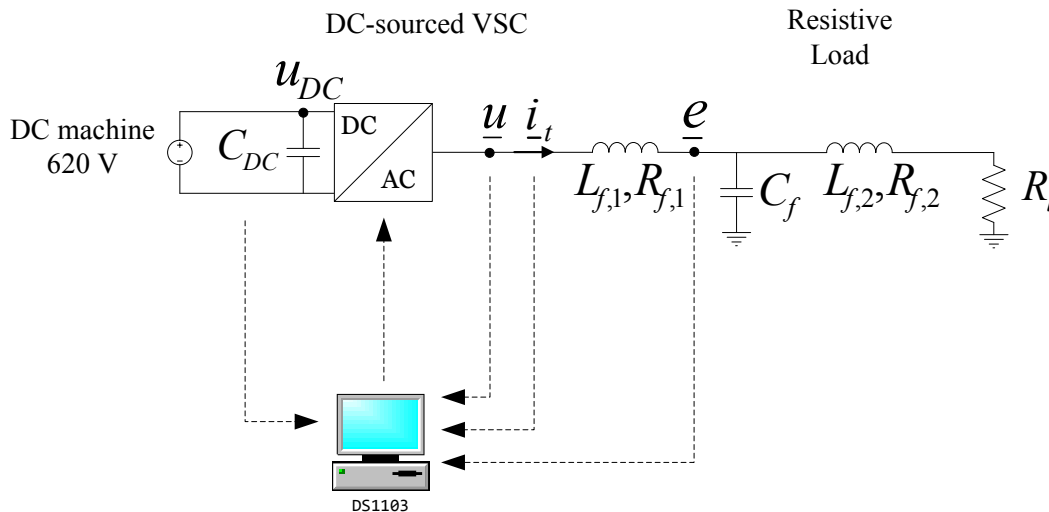 DC-sourced VSC
Resistive
Load
DC machine
620 V
u_DC
C_DC
DC
AC
u
i_t
e
L_f,1, R_f,1
C_f
L_f,2, R_f,2
R
DS1103